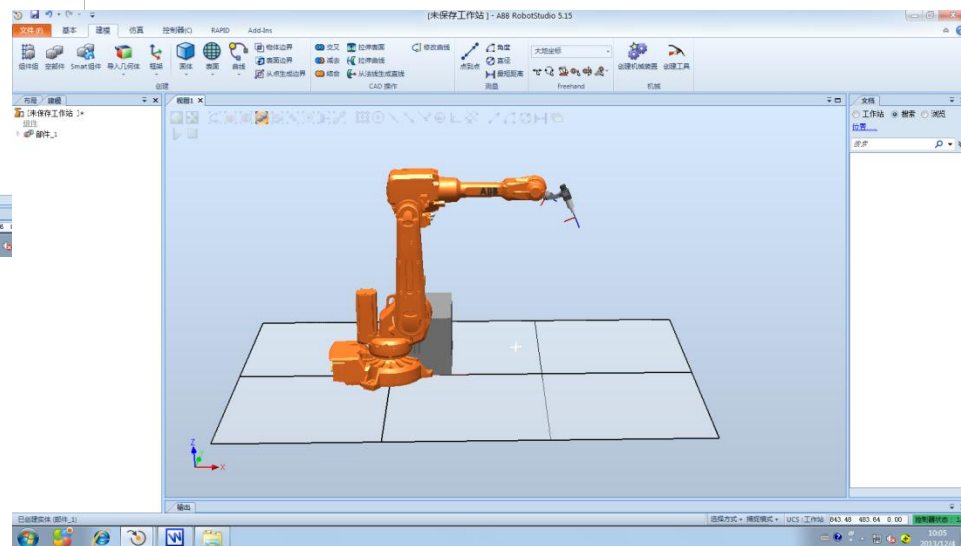 [未保存工作站] - ABB RobotStudio 5.15
文件(F) 基本 建模 仿真 控制器(C) RAPID Add-Ins
组件组 空部件 Smart组件 导入几何体 框架 固体 表面 曲线
物体边界
表面边界
从点生成边界
交叉 拉伸表面 修改曲线
减去 拉伸曲线
结合 从法线生成直线
点到点 角度
直径
最短距离
大地坐标
创建机械装置 创建工具
创建 CAD 操作 测量 Freehand 机械
布局 建模
[未保存工作站]*
组件
部件_1
视图1
ABB
Z
Y
X
文档
工作站 搜索 浏览
位置......
搜索
输出
已创建实体 (部件_1)
选择方式 捕捉模式 UCS:工作站 843.48 483.64 0.00 控制器状态:
10:05
2013/12/4